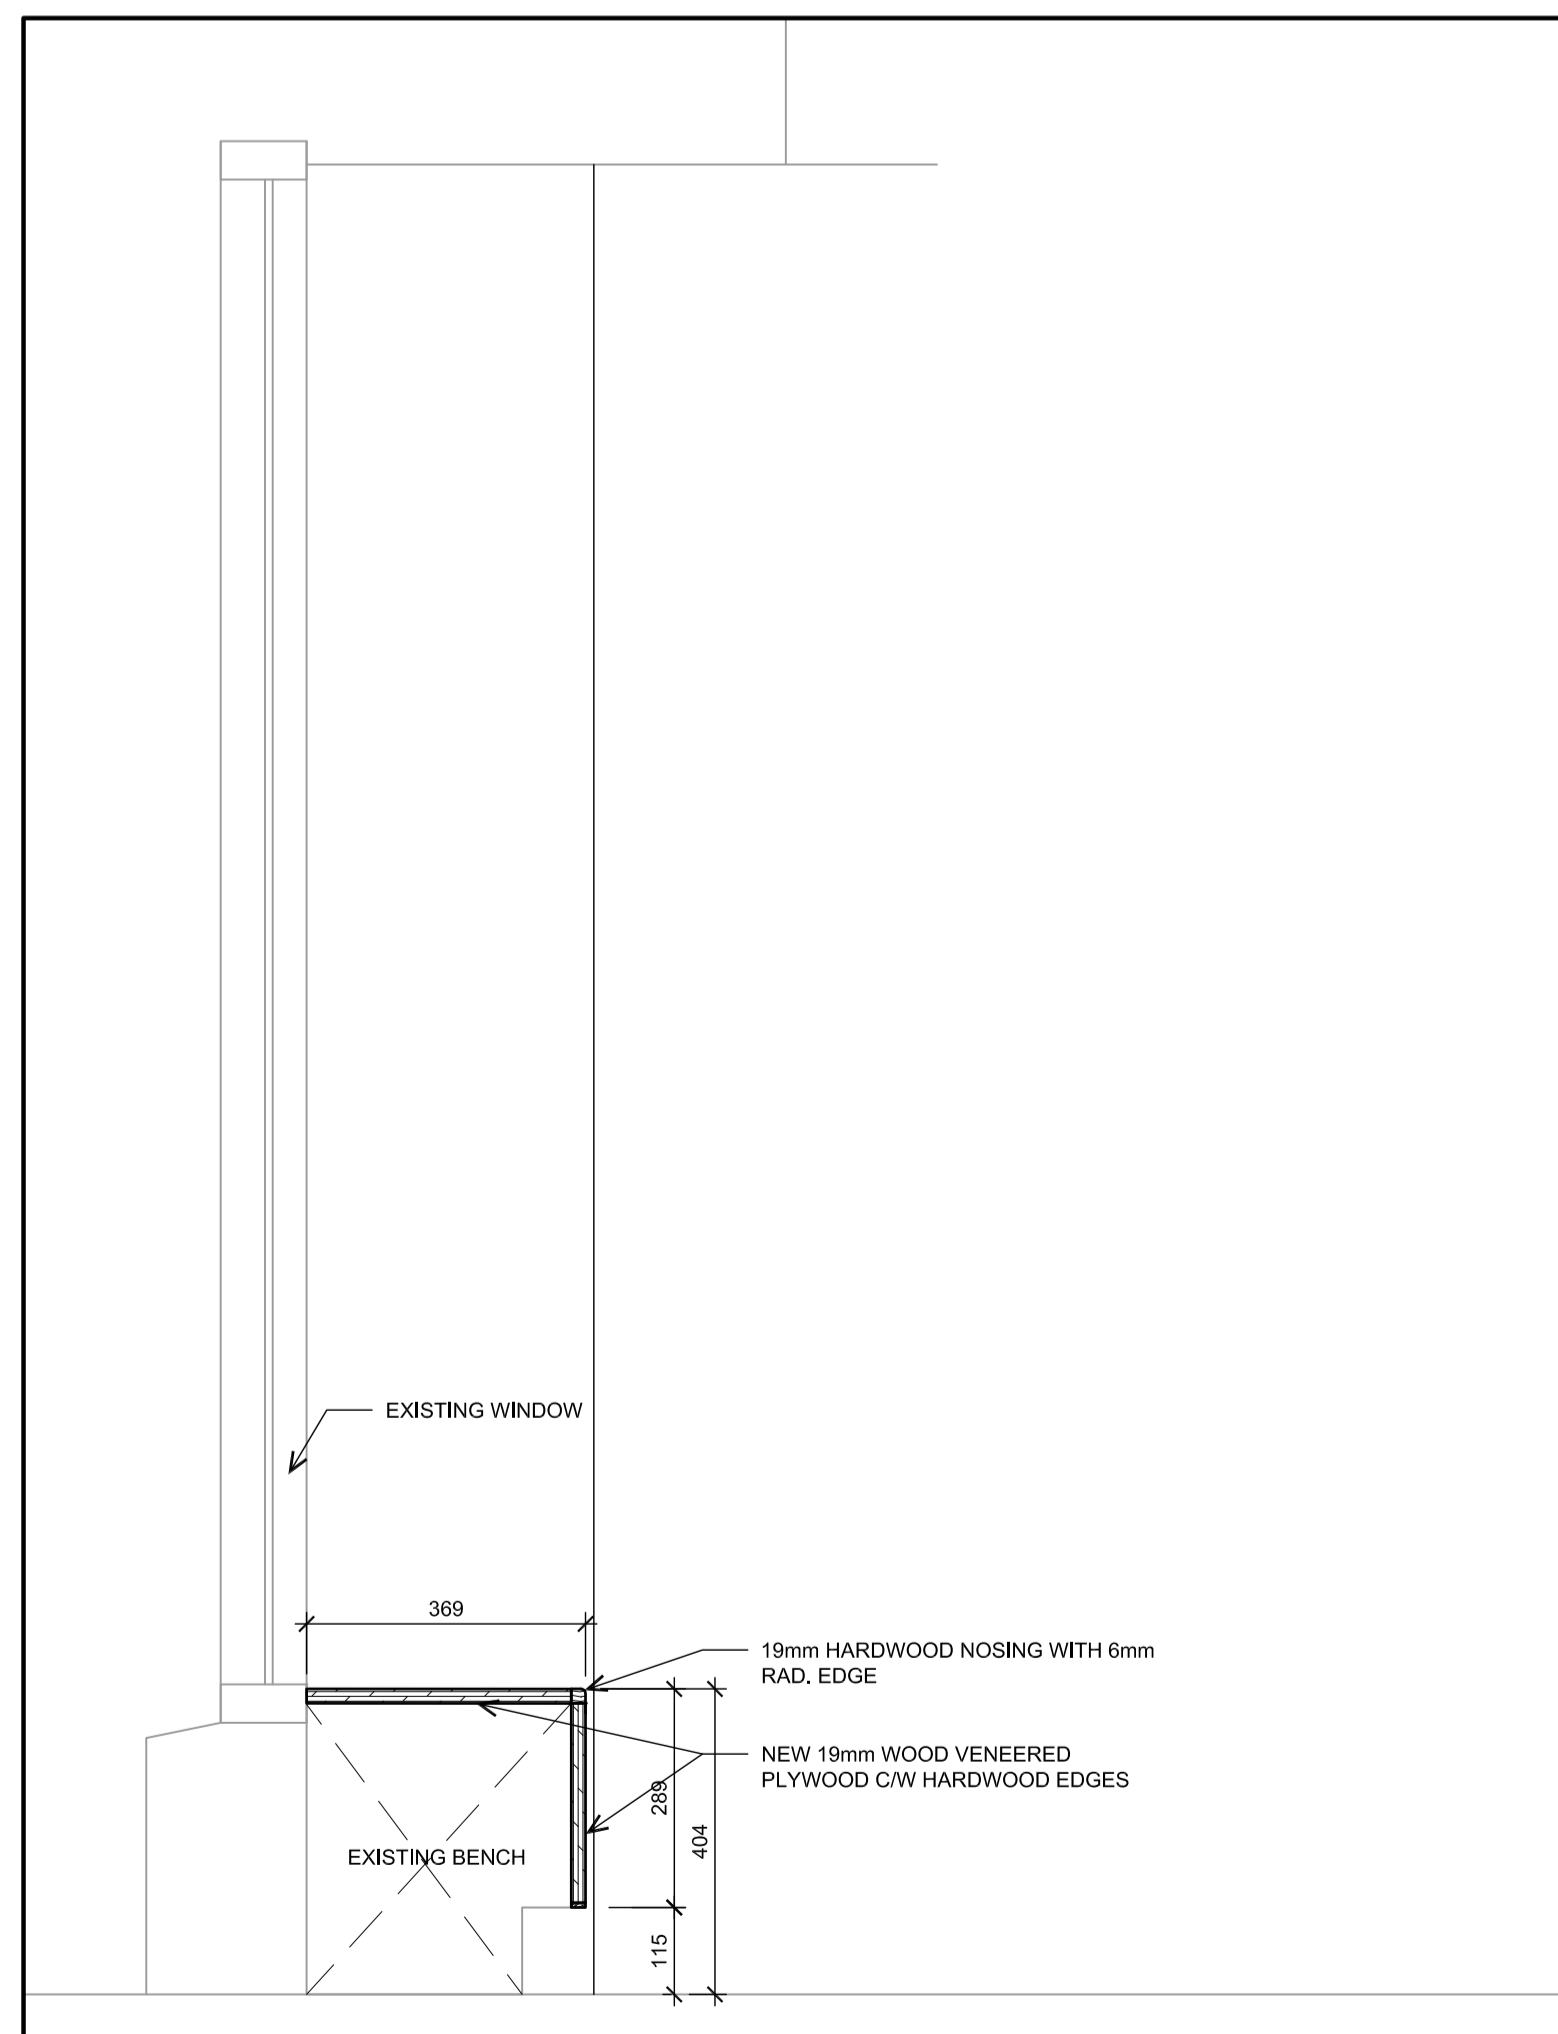 EXISTING WINDOW
369
19mm HARDWOOD NOSING WITH 6mm
RAD. EDGE
NEW 19mm WOOD VENEERED
PLYWOOD C/W HARDWOOD EDGES
289
404
EXISTING BENCH
115